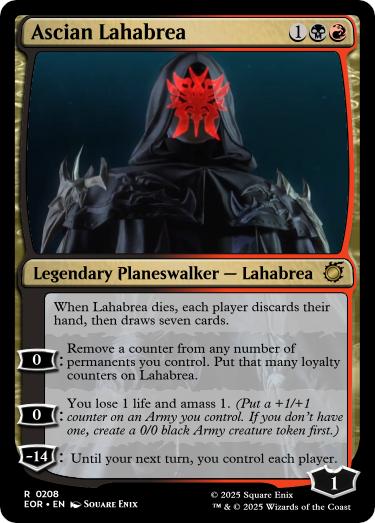 Ascian Lahabrea 1
Legendary Planeswalker — Lahabrea
When Lahabrea dies, each player discards their
hand, then draws seven cards.
0: Remove a counter from any number of
permanents you control. Put that many loyalty
counters on Lahabrea.
0: You lose 1 life and amass 1. (Put a +1/+1
counter on an Army you control. If you don't have
one, create a 0/0 black Army creature token first.)
-14: Until your next turn, you control each player.
1
R 0208
EOR • EN SQUARE ENIX
© 2025 Square Enix
™ & © 2025 Wizards of the Coast